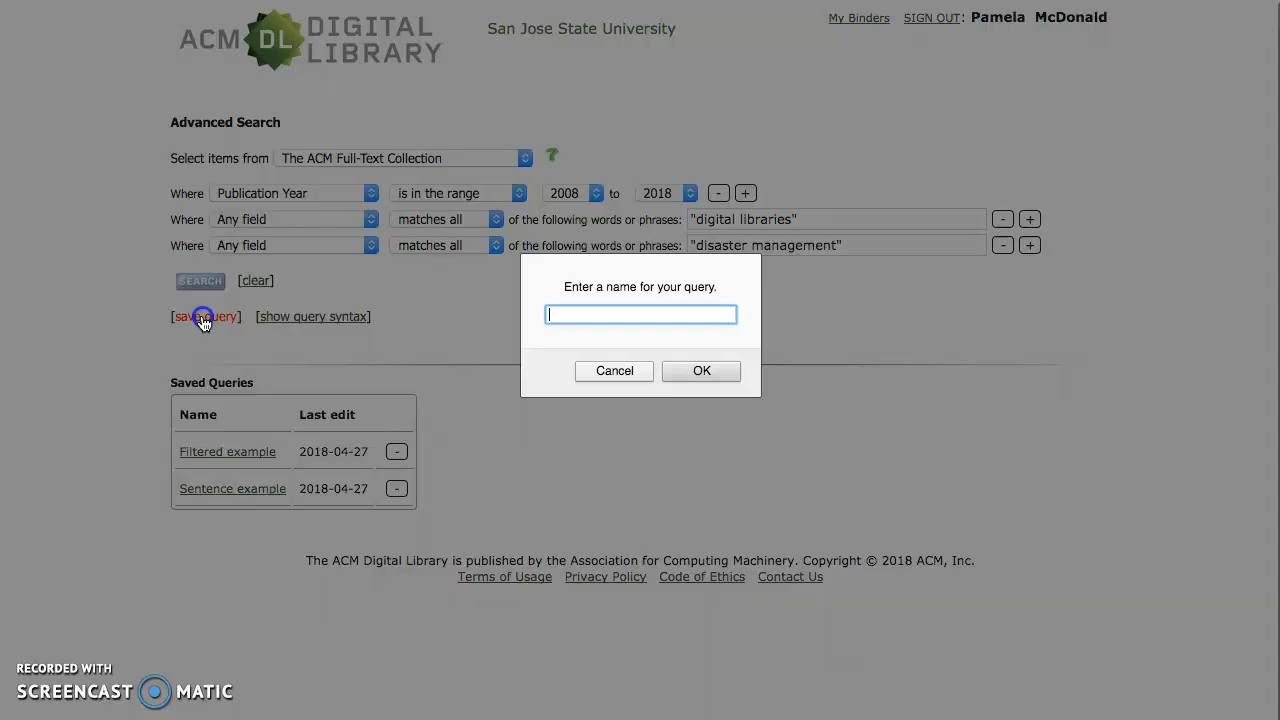 ACM DL DIGITAL LIBRARY San Jose State University My Binders SIGN OUT: Pamela McDonald
Advanced Search
Select items from The ACM Full-Text Collection ?
Where Publication Year is in the range 2008 to 2018 - +
Where Any field matches all of the following words or phrases: "digital libraries" - +
Where Any field matches all of the following words or phrases: "disaster management" - +
SEARCH [clear]
Enter a name for your query.
[save query] [show query syntax]
Cancel OK
Saved Queries
Name Last edit
Filtered example 2018-04-27 -
Sentence example 2018-04-27 -
The ACM Digital Library is published by the Association for Computing Machinery. Copyright © 2018 ACM, Inc.
Terms of Usage Privacy Policy Code of Ethics Contact Us
RECORDED WITH
SCREENCAST MATIC